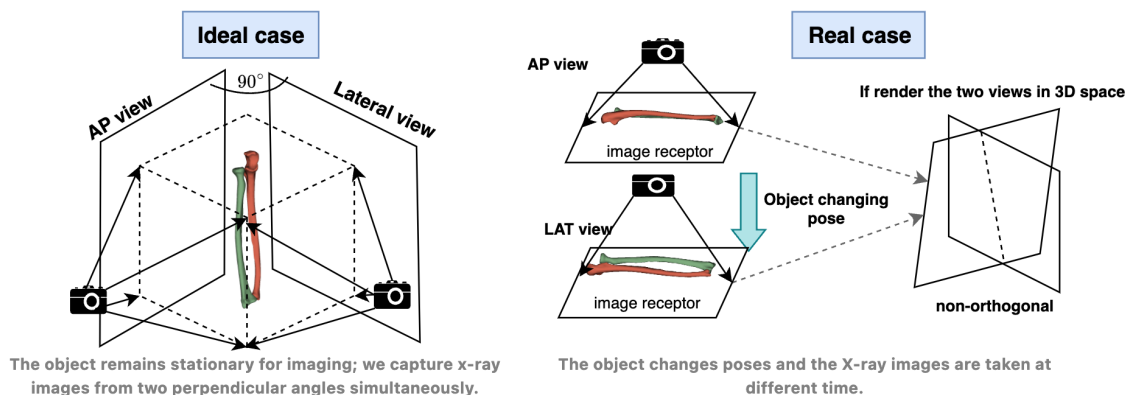 Ideal case
90°
AP view
Lateral view
The object remains stationary for imaging; we capture x-ray
images from two perpendicular angles simultaneously.
Real case
AP view
image receptor
If render the two views in 3D space
Object changing
pose
LAT view
image receptor
non-orthogonal
The object changes poses and the X-ray images are taken at
different time.